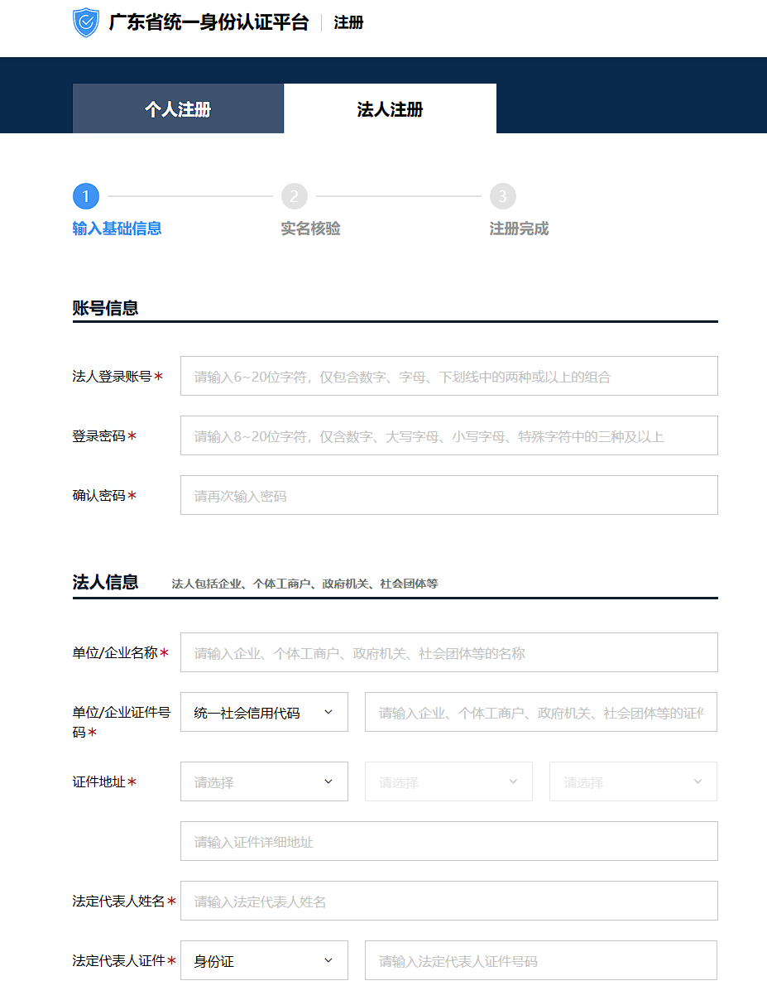 广东省统一身份认证平台 注册
个人注册 法人注册
1 2 3
输入基础信息 实名核验 注册完成
账号信息
法人登录账号* 请输入6~20位字符，仅包含数字、字母、下划线中的两种或以上的组合
登录密码* 请输入8~20位字符，仅含数字、大写字母、小写字母、特殊字符中的三种及以上
确认密码* 请再次输入密码
法人信息 法人包括企业、个体工商户、政府机关、社会团体等
单位/企业名称* 请输入企业、个体工商户、政府机关、社会团体等的名称
单位/企业证件号 统一社会信用代码 请输入企业、个体工商户、政府机关、社会团体等的证件
码*
证件地址* 请选择 请选择 请选择
请输入证件详细地址
法定代表人姓名* 请输入法定代表人姓名
法定代表人证件* 身份证 请输入法定代表人证件号码